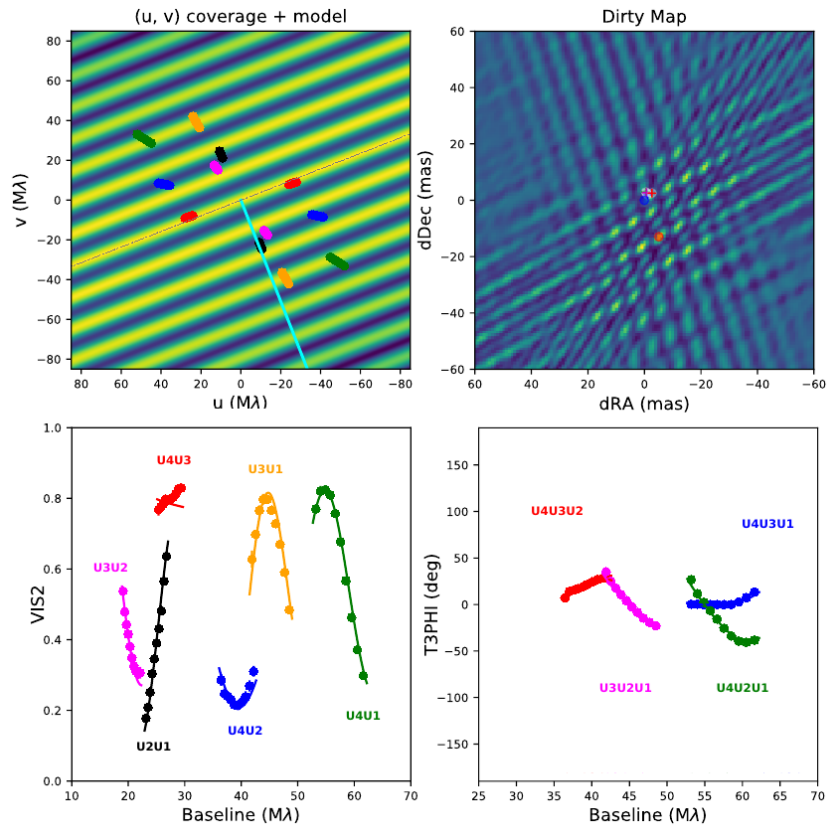 (u, v) coverage + model
Dirty Map
80
60
40
20
0
−20
−40
−60
−80
v (Mλ)
80 60 40 20 0 −20 −40 −60 −80
u (Mλ)
60
40
20
0
−20
−40
−60
dDec (mas)
60 40 20 0 −20 −40 −60
dRA (mas)
1.0
0.8
0.6
0.4
0.2
0.0
VIS2
U4U3
U3U1
U3U2
U4U2
U4U1
U2U1
10 20 30 40 50 60 70
Baseline (Mλ)
150
100
50
0
−50
−100
−150
T3PHI (deg)
U4U3U2
U4U3U1
U3U2U1
U4U2U1
25 30 35 40 45 50 55 60 65 70
Baseline (Mλ)